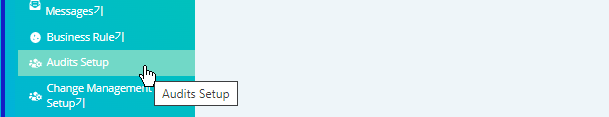 Messages기
Business Rule기
Audits Setup
Change Management
Setup기
Audits Setup